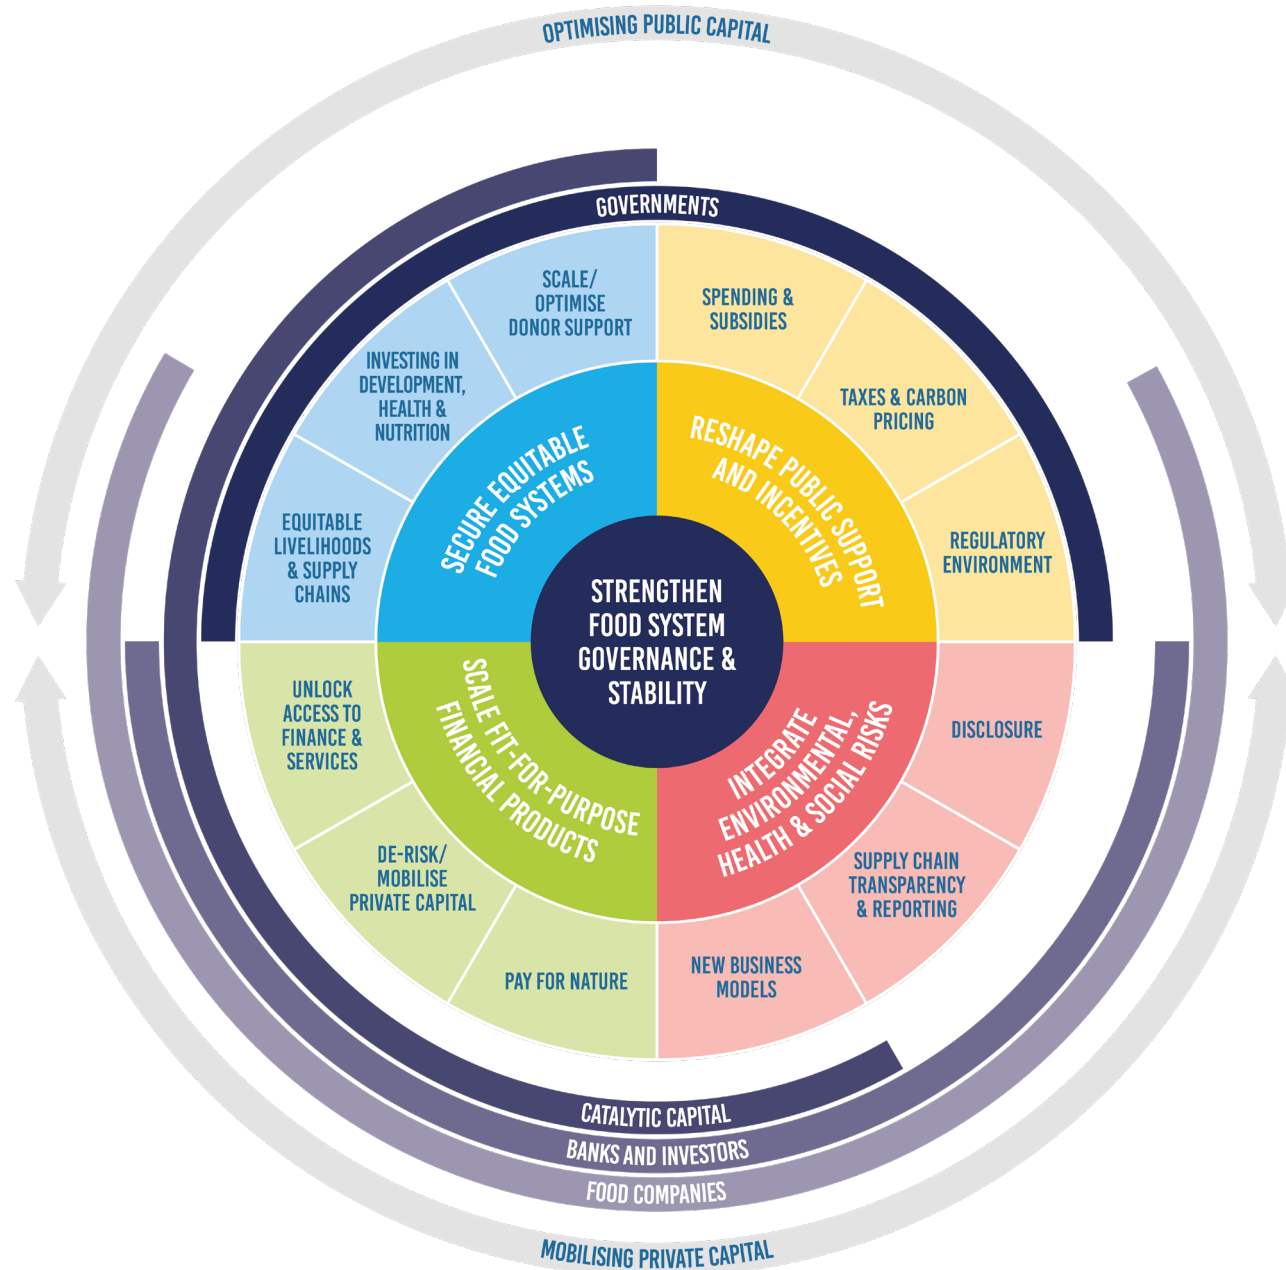 OPTIMISING PUBLIC CAPITAL
GOVERNMENTS
SCALE/
OPTIMISE
DONOR SUPPORT
SPENDING &
SUBSIDIES
INVESTING IN
DEVELOPMENT,
HEALTH &
NUTRITION
TAXES & CARBON
PRICING
SECURE EQUITABLE
FOOD SYSTEMS
RESHAPE PUBLIC SUPPORT
AND INCENTIVES
EQUITABLE
LIVELIHOODS
& SUPPLY
CHAINS
REGULATORY
ENVIRONMENT
STRENGTHEN
FOOD SYSTEM
GOVERNANCE &
STABILITY
UNLOCK
ACCESS TO
FINANCE &
SERVICES
SCALE FIT-FOR-PURPOSE
FINANCIAL PRODUCTS
INTEGRATE
ENVIRONMENTAL,
HEALTH & SOCIAL RISKS
DISCLOSURE
DE-RISK/
MOBILISE
PRIVATE CAPITAL
SUPPLY CHAIN
TRANSPARENCY
& REPORTING
PAY FOR NATURE
NEW BUSINESS
MODELS
CATALYTIC CAPITAL
BANKS AND INVESTORS
FOOD COMPANIES
MOBILISING PRIVATE CAPITAL